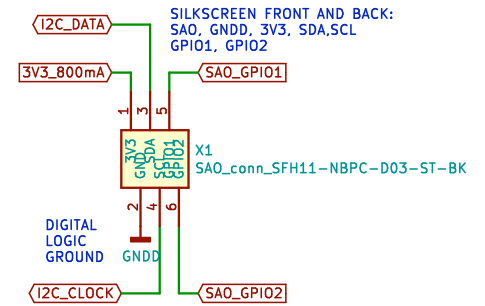 I2C_DATA
SILKSCREEN FRONT AND BACK:
SAO, GNDD, 3V3, SDA,SCL
GPIO1, GPIO2
3V3_800mA
SAO_GPIO1
1
3
5
3V3
GND
SDA
SCL
GPIO1
GPIO2
X1
SAO_conn_SFH11-NBPC-D03-ST-BK
2
4
6
DIGITAL
LOGIC
GROUND
GNDD
I2C_CLOCK
SAO_GPIO2